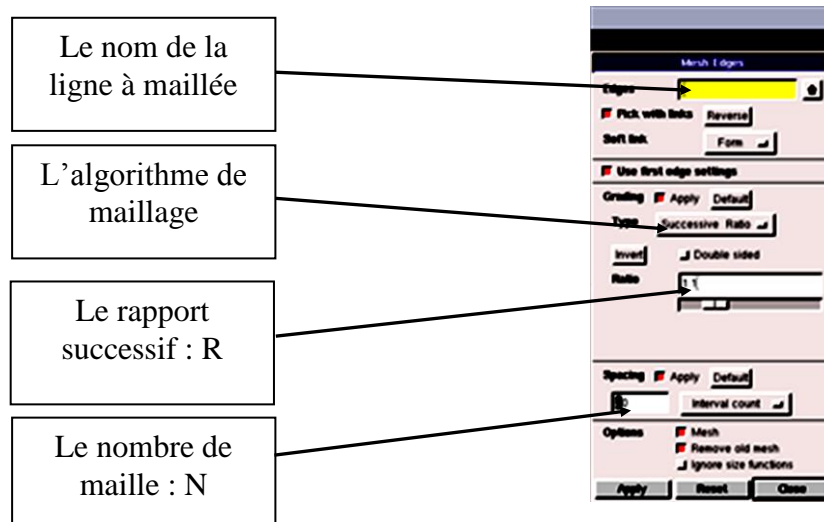 Le nom de la
ligne à maillée
L'algorithme de
maillage
Le rapport
successif : R
Le nombre de
maille : N
Mesh Edges
Edges
Pick with links Reverse
Soft link Form
Use first edge settings
Grading Apply Default
Type Successive Ratio
Invert Double sided
Ratio 1.1
Spacing Apply Default
Interval count
Options Mesh
Remove old mesh
Ignore size functions
Apply Reset Close